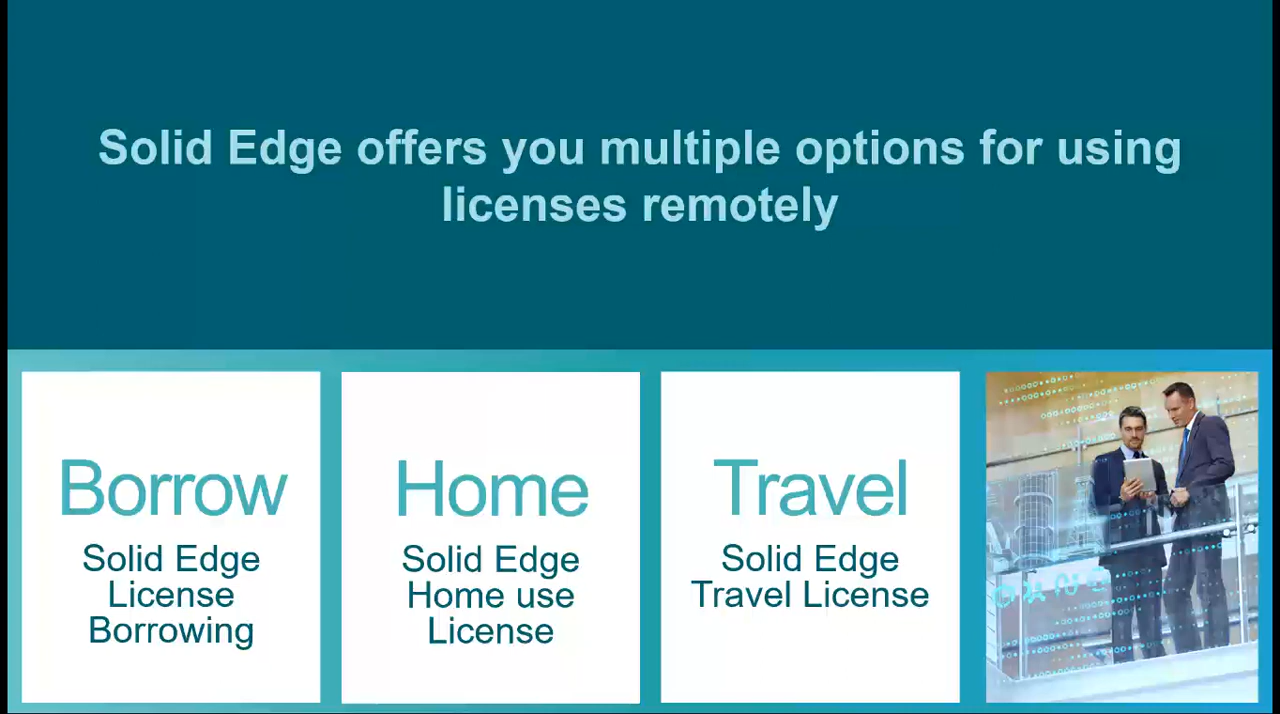 Solid Edge offers you multiple options for using
licenses remotely
Borrow
Solid Edge
License
Borrowing
Home
Solid Edge
Home use
License
Travel
Solid Edge
Travel License